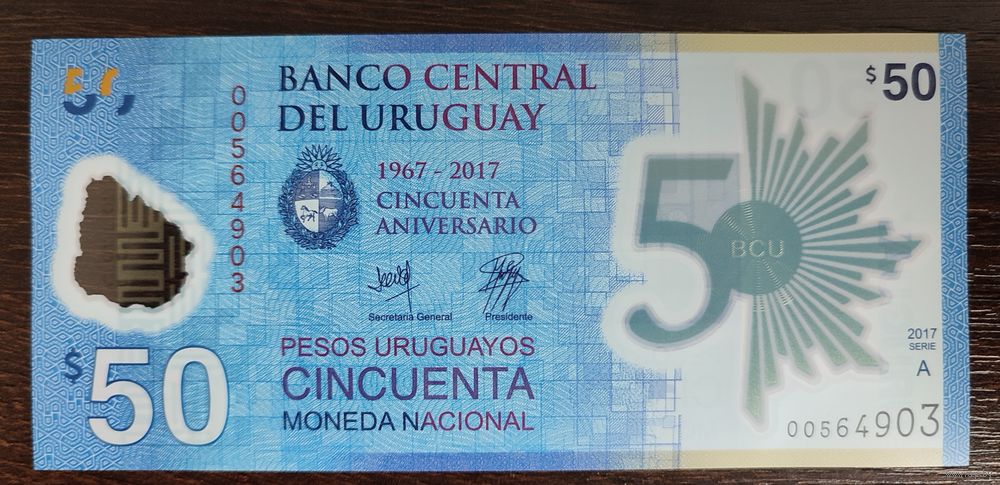 BANCO CENTRAL
DEL URUGUAY
1967 - 2017
CINCUENTA
ANIVERSARIO
Secretaria General
Presidente
PESOS URUGUAYOS
CINCUENTA
MONEDA NACIONAL
$50
00564903
$50
5
BCU
2017
SERIE
A
00564903